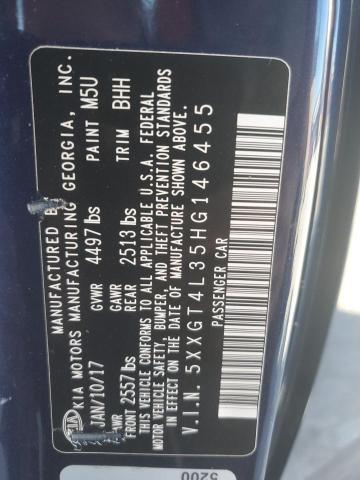 MANUFACTURED BY
KIA MOTORS MANUFACTURING GEORGIA, INC.
JAN/10/17 GVWR 4497 lbs PAINT M5U
GAWR FRONT 2557 lbs GAWR REAR 2513 lbs TRIM BHH
THIS VEHICLE CONFORMS TO ALL APPLICABLE U.S.A. FEDERAL
MOTOR VEHICLE SAFETY, BUMPER, AND THEFT PREVENTION STANDARDS
IN EFFECT ON THE DATE OF MANUFACTURE SHOWN ABOVE.
V.I.N. 5XXGT4L35HG146455
PASSENGER CAR
5200